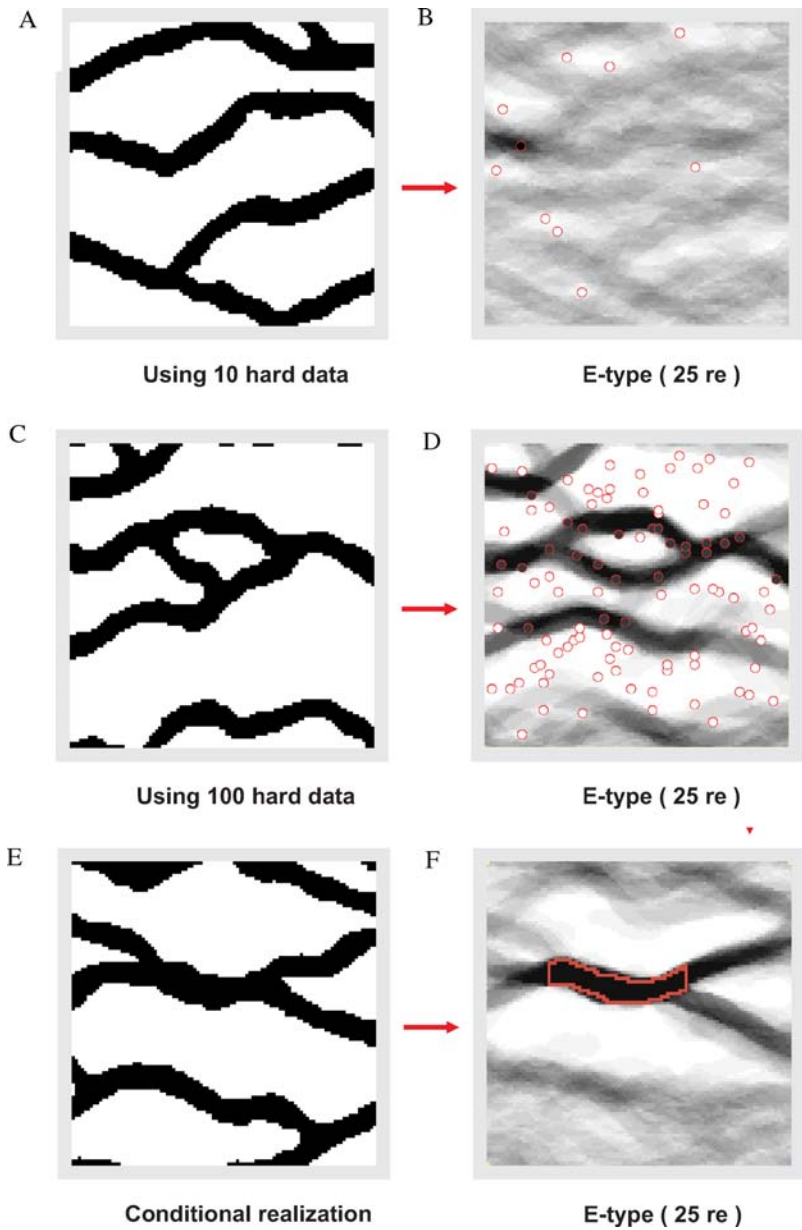 A
B
Using 10 hard data
E-type ( 25 re )
C
D
Using 100 hard data
E-type ( 25 re )
E
F
Conditional realization
E-type ( 25 re )